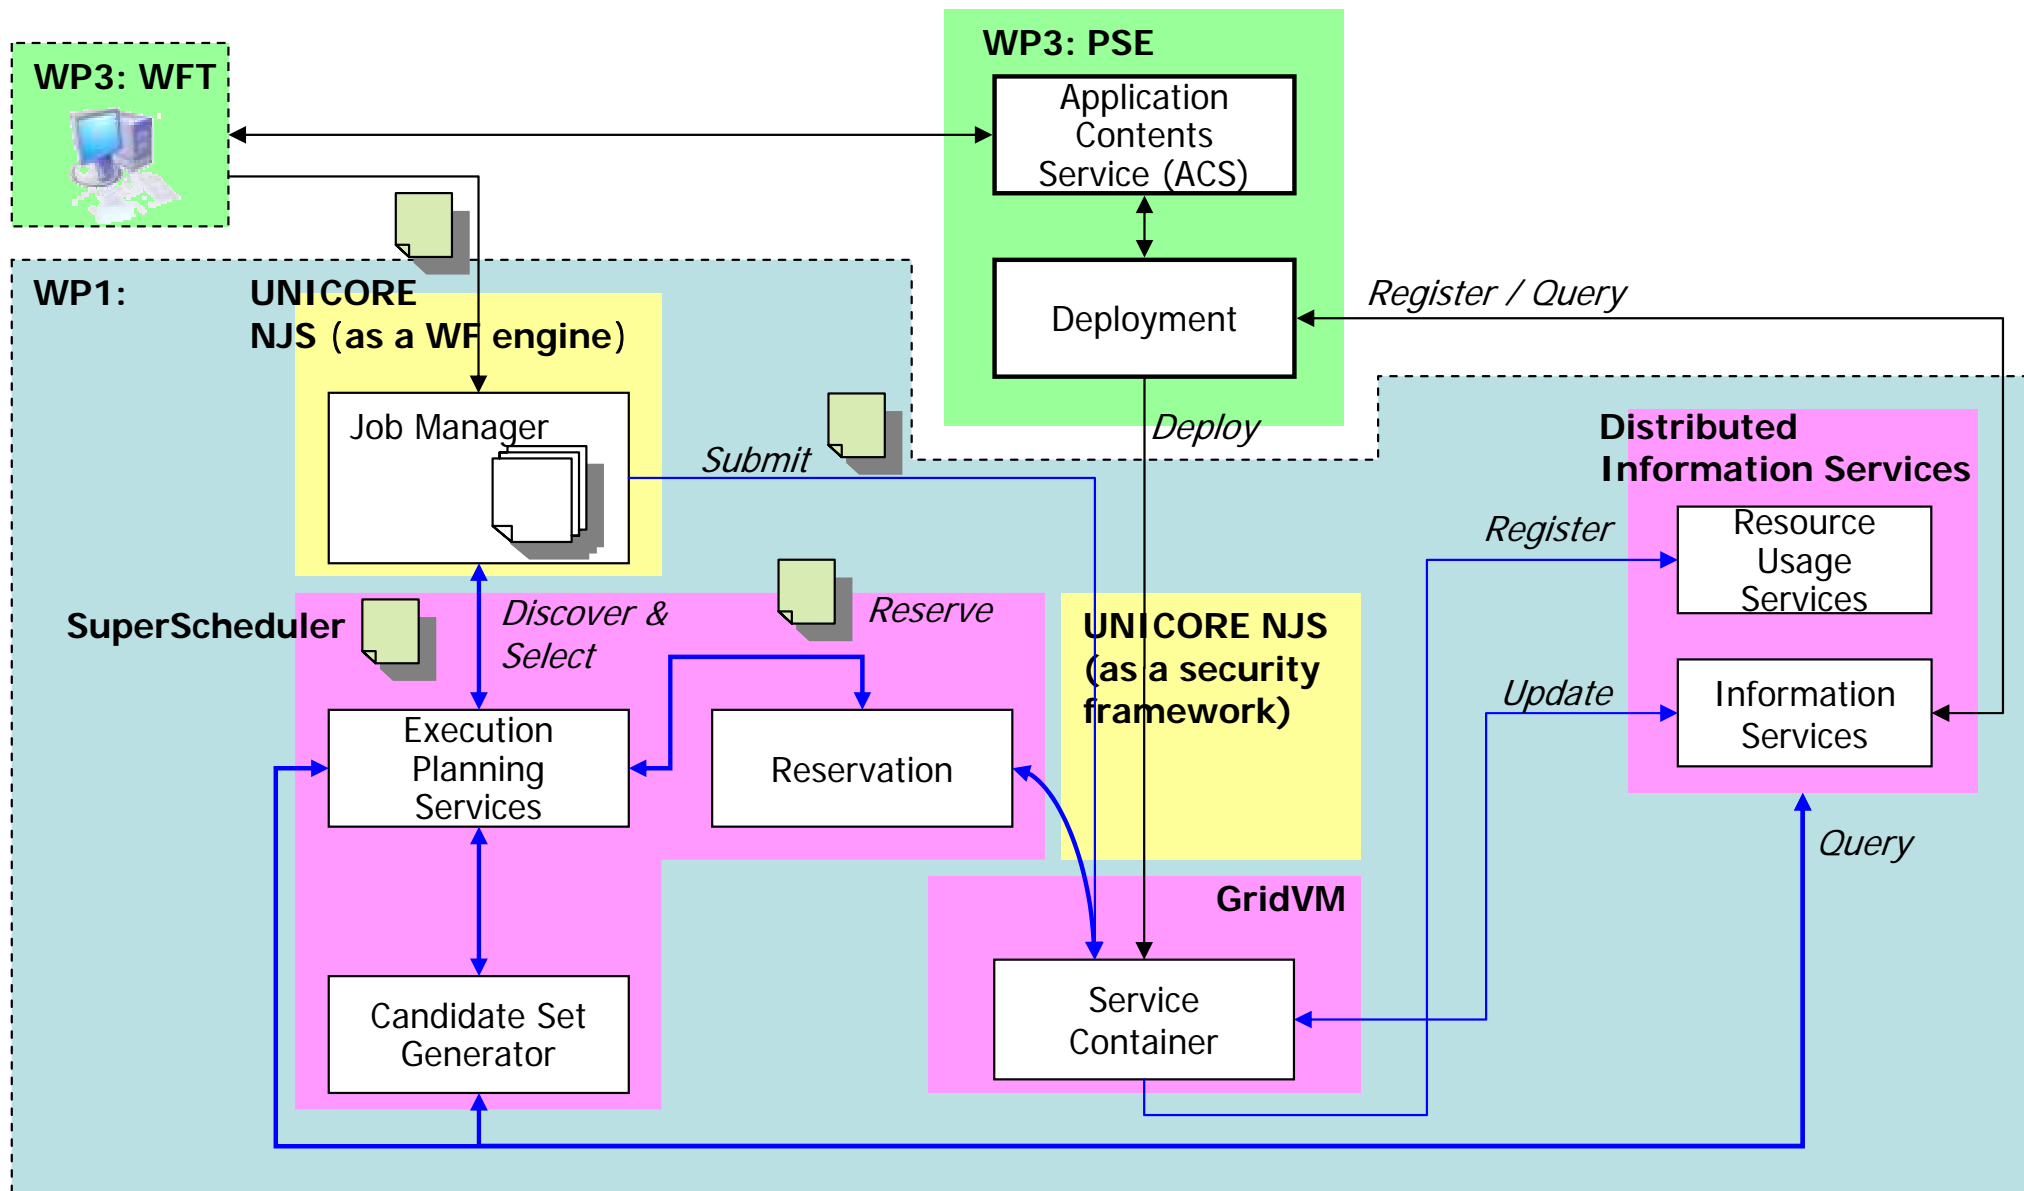 WP3: PSE
WP3: WFT
Application
Contents
Service (ACS)
WP1:
UNICORE
NJS (as a WF engine)
Deployment
Register / Query
Job Manager
Submit
Deploy
Distributed
Information Services
Resource
Usage
Services
Register
SuperScheduler
Discover &
Select
Reserve
UNICORE NJS
(as a security
framework)
Update
Information
Services
Execution
Planning
Services
Reservation
Query
GridVM
Candidate Set
Generator
Service
Container